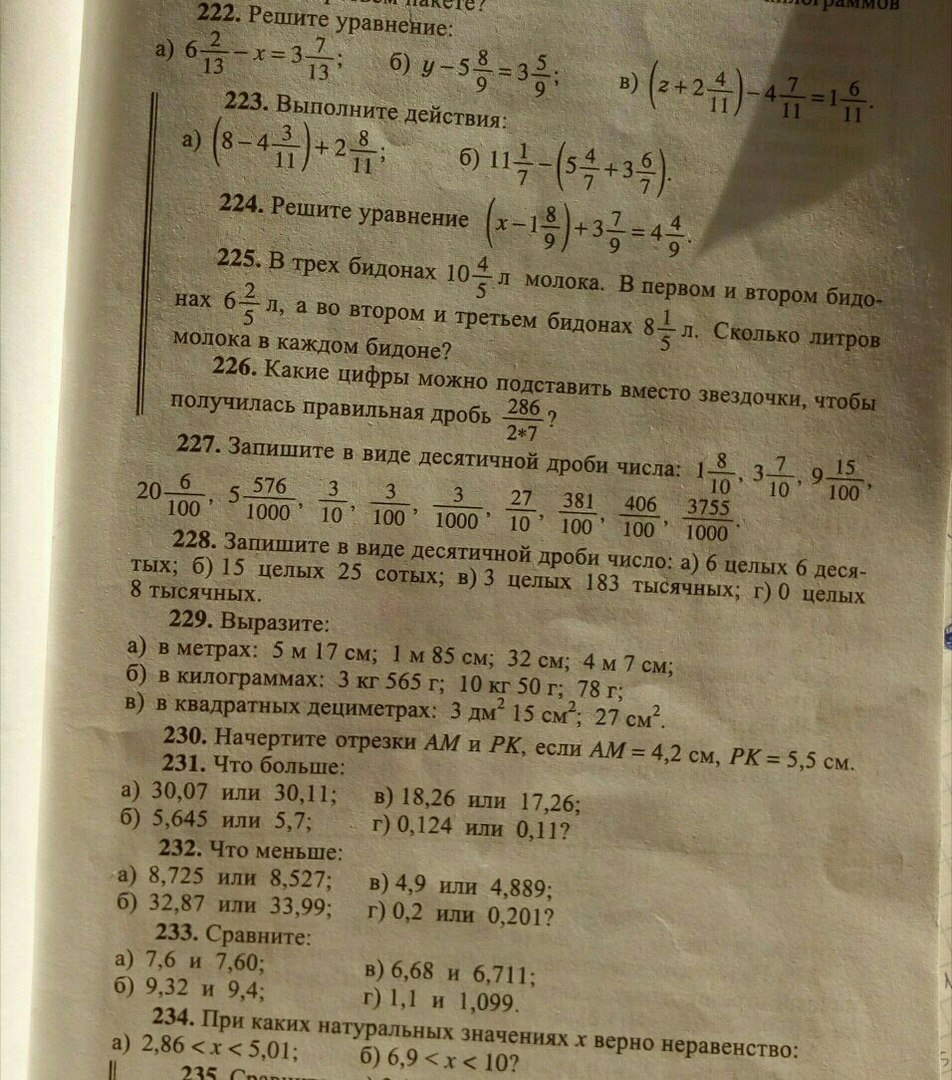 пакете?
килограммов
222. Решите уравнение:
а) 6 2/13 − x = 3 7/13; б) y − 5 8/9 = 3 5/9; в) (z + 2 4/11) − 4 7/11 = 1 6/11.
223. Выполните действия:
а) (8 − 4 3/11) + 2 8/11; б) 11 1/7 − (5 4/7 + 3 6/7).
224. Решите уравнение (x − 1 8/9) + 3 7/9 = 4 4/9.
225. В трех бидонах 10 4/5 л молока. В первом и втором бидо-
нах 6 2/5 л, а во втором и третьем бидонах 8 1/5 л. Сколько литров
молока в каждом бидоне?
226. Какие цифры можно подставить вместо звездочки, чтобы
получилась правильная дробь 286/2*7?
227. Запишите в виде десятичной дроби числа: 1 8/10, 3 7/10, 9 15/100,
20 6/100, 5 576/1000, 3/10, 3/100, 3/1000, 27/10, 381/100, 406/100, 3755/1000.
228. Запишите в виде десятичной дроби число: а) 6 целых 6 деся-
тых; б) 15 целых 25 сотых; в) 3 целых 183 тысячных; г) 0 целых
8 тысячных.
229. Выразите:
а) в метрах: 5 м 17 см; 1 м 85 см; 32 см; 4 м 7 см;
б) в килограммах: 3 кг 565 г; 10 кг 50 г; 78 г;
в) в квадратных дециметрах: 3 дм² 15 см²; 27 см².
230. Начертите отрезки AM и PK, если AM = 4,2 см, PK = 5,5 см.
231. Что больше:
а) 30,07 или 30,11; в) 18,26 или 17,26;
б) 5,645 или 5,7; г) 0,124 или 0,11?
232. Что меньше:
а) 8,725 или 8,527; в) 4,9 или 4,889;
б) 32,87 или 33,99; г) 0,2 или 0,201?
233. Сравните:
а) 7,6 и 7,60; в) 6,68 и 6,711;
б) 9,32 и 9,4; г) 1,1 и 1,099.
234. При каких натуральных значениях x верно неравенство:
а) 2,86 < x < 5,01; б) 6,9 < x < 10?
235.